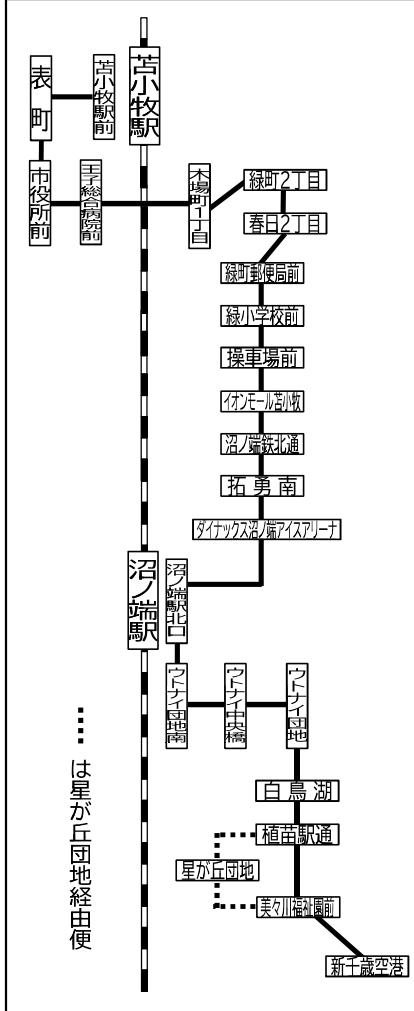 苫小牧駅
苫小牧駅前
表町
市役所前
王子総合病院前
木場町1丁目
緑町2丁目
春日2丁目
緑町郵便局前
緑小学校前
操車場前
イオンモール苫小牧
沼ノ端鉄北通
拓勇南
ダイナックス沼ノ端アイスアリーナ
沼ノ端駅
沼ノ端駅北口
ウトナイ団地南
ウトナイ中央橋
ウトナイ団地
白鳥湖
植苗駅通
星が丘団地
美々川福祉園前
新千歳空港
は星が丘団地経由便